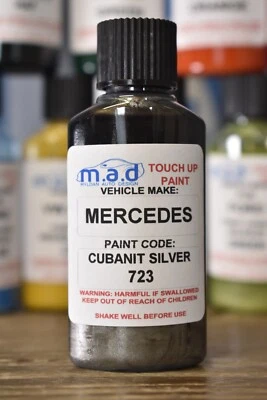 m.a.d
MYLDAN AUTO DESIGN
TOUCH UP
PAINT
VEHICLE MAKE:
MERCEDES
PAINT CODE:
CUBANIT SILVER
723
WARNING: HARMFUL IF SWALLOWED
KEEP OUT OF REACH OF CHILDREN
SHAKE WELL BEFORE USE